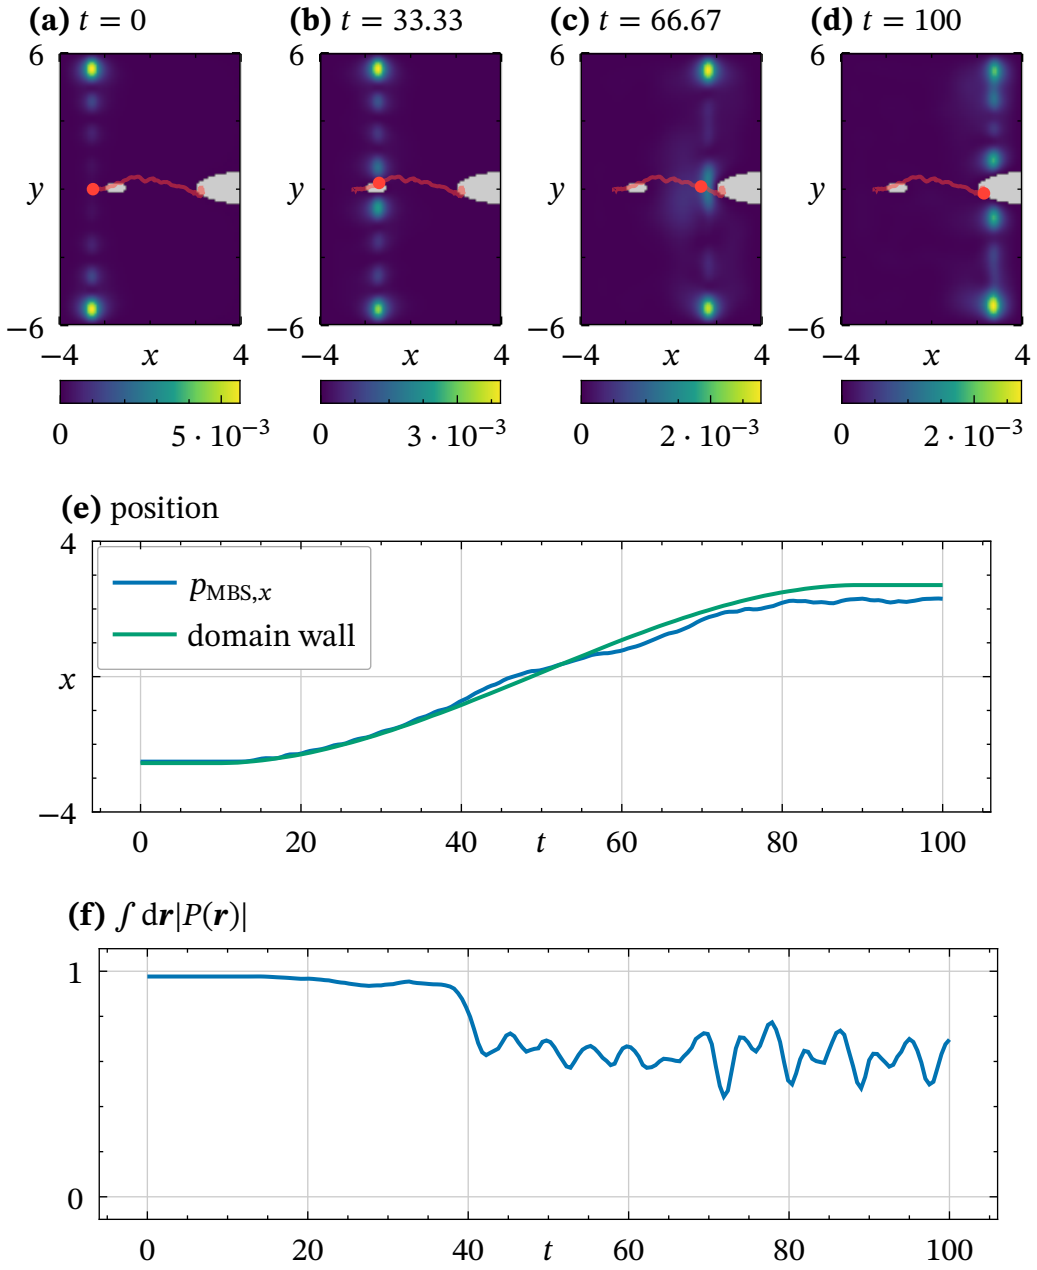 (a) t = 0 (b) t = 33.33 (c) t = 66.67 (d) t = 100
6 6 6 6
y y y y
−6 −6 −6 −6
−4 x 4 −4 x 4 −4 x 4 −4 x 4
0 5 · 10⁻³ 0 3 · 10⁻³ 0 2 · 10⁻³ 0 2 · 10⁻³
(e) position
4
p_MBS,x
domain wall
x
−4
0 20 40 t 60 80 100
(f) ∫ dr|P(r)|
1
0
0 20 40 t 60 80 100